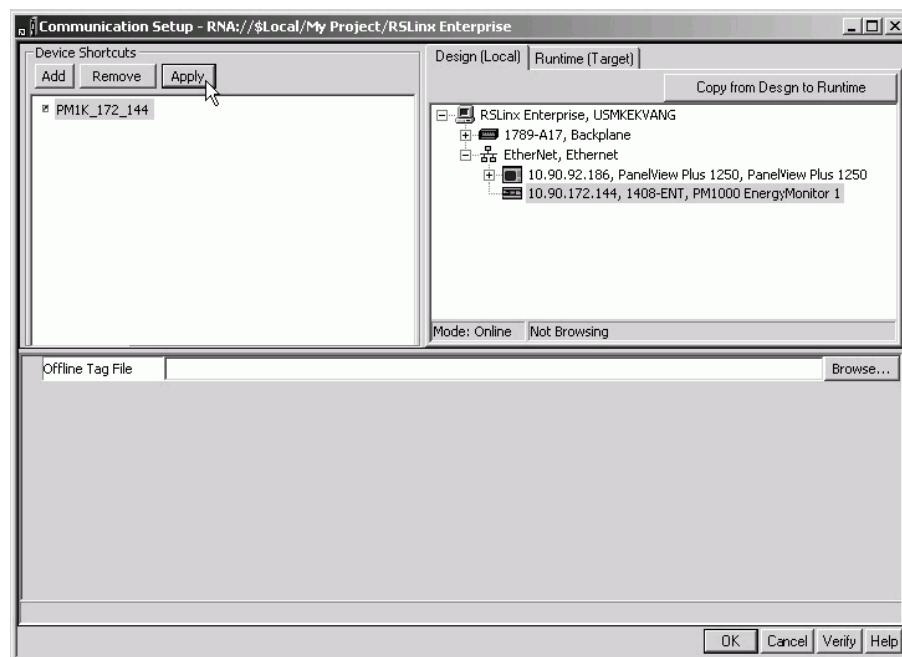 Communication Setup - RNA://$Local/My Project/RSLinx Enterprise
Device Shortcuts
Add Remove Apply
PM1K_172_144
Design (Local) Runtime (Target)
Copy from Desgn to Runtime
RSLinx Enterprise, USMKEKVANG
1789-A17, Backplane
EtherNet, Ethernet
10.90.92.186, PanelView Plus 1250, PanelView Plus 1250
10.90.172.144, 1408-ENT, PM1000 EnergyMonitor 1
Mode: Online Not Browsing
Offline Tag File Browse...
OK Cancel Verify Help